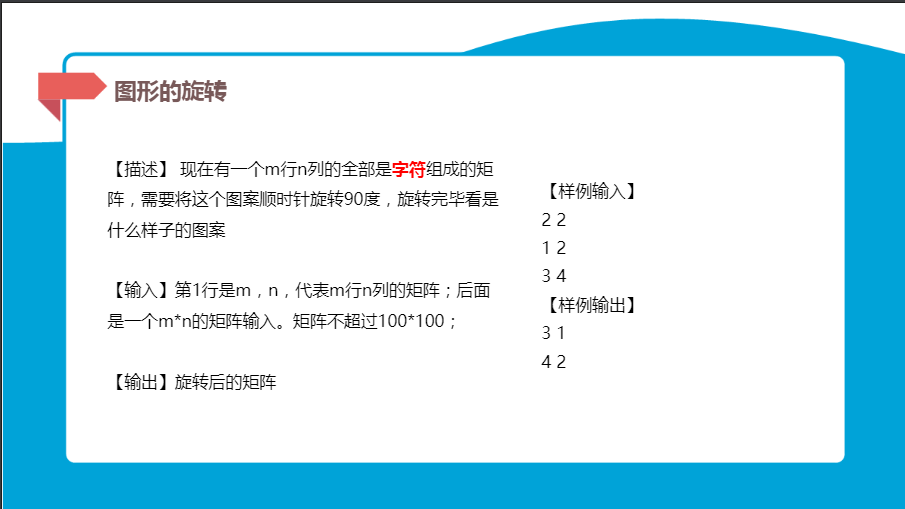 图形的旋转
【描述】 现在有一个m行n列的全部是字符组成的矩
阵，需要将这个图案顺时针旋转90度，旋转完毕看是
什么样子的图案
【输入】第1行是m，n，代表m行n列的矩阵；后面
是一个m*n的矩阵输入。矩阵不超过100*100；
【输出】旋转后的矩阵
【样例输入】
2 2
1 2
3 4
【样例输出】
3 1
4 2